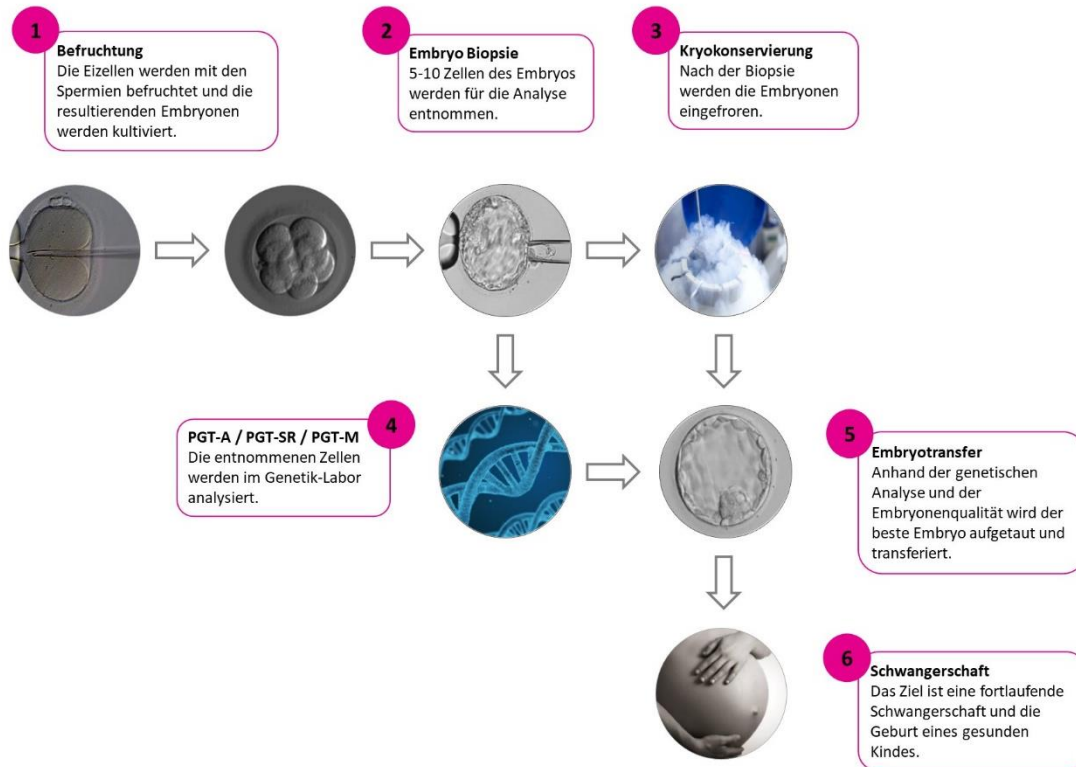 1
Befruchtung
Die Eizellen werden mit den
Spermien befruchtet und die
resultierenden Embryonen
werden kultiviert.
2
Embryo Biopsie
5-10 Zellen des Embryos
werden für die Analyse
entnommen.
3
Kryokonservierung
Nach der Biopsie
werden die Embryonen
eingefroren.
4
PGT-A / PGT-SR / PGT-M
Die entnommenen Zellen
werden im Genetik-Labor
analysiert.
5
Embryotransfer
Anhand der genetischen
Analyse und der
Embryonenqualität wird der
beste Embryo aufgetaut und
transferiert.
6
Schwangerschaft
Das Ziel ist eine fortlaufende
Schwangerschaft und die
Geburt eines gesunden
Kindes.